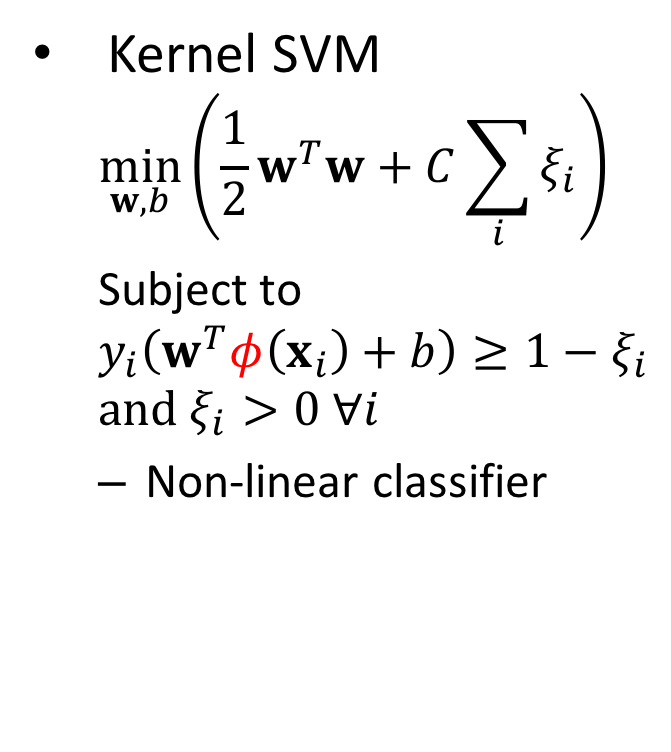 • Kernel SVM
min_{𝐰,b} (1/2 𝐰^T 𝐰 + C ∑_i ξ_i)
Subject to
y_i(𝐰^T ϕ(𝐱_i) + b) ≥ 1 − ξ_i
and ξ_i > 0 ∀i
– Non-linear classifier